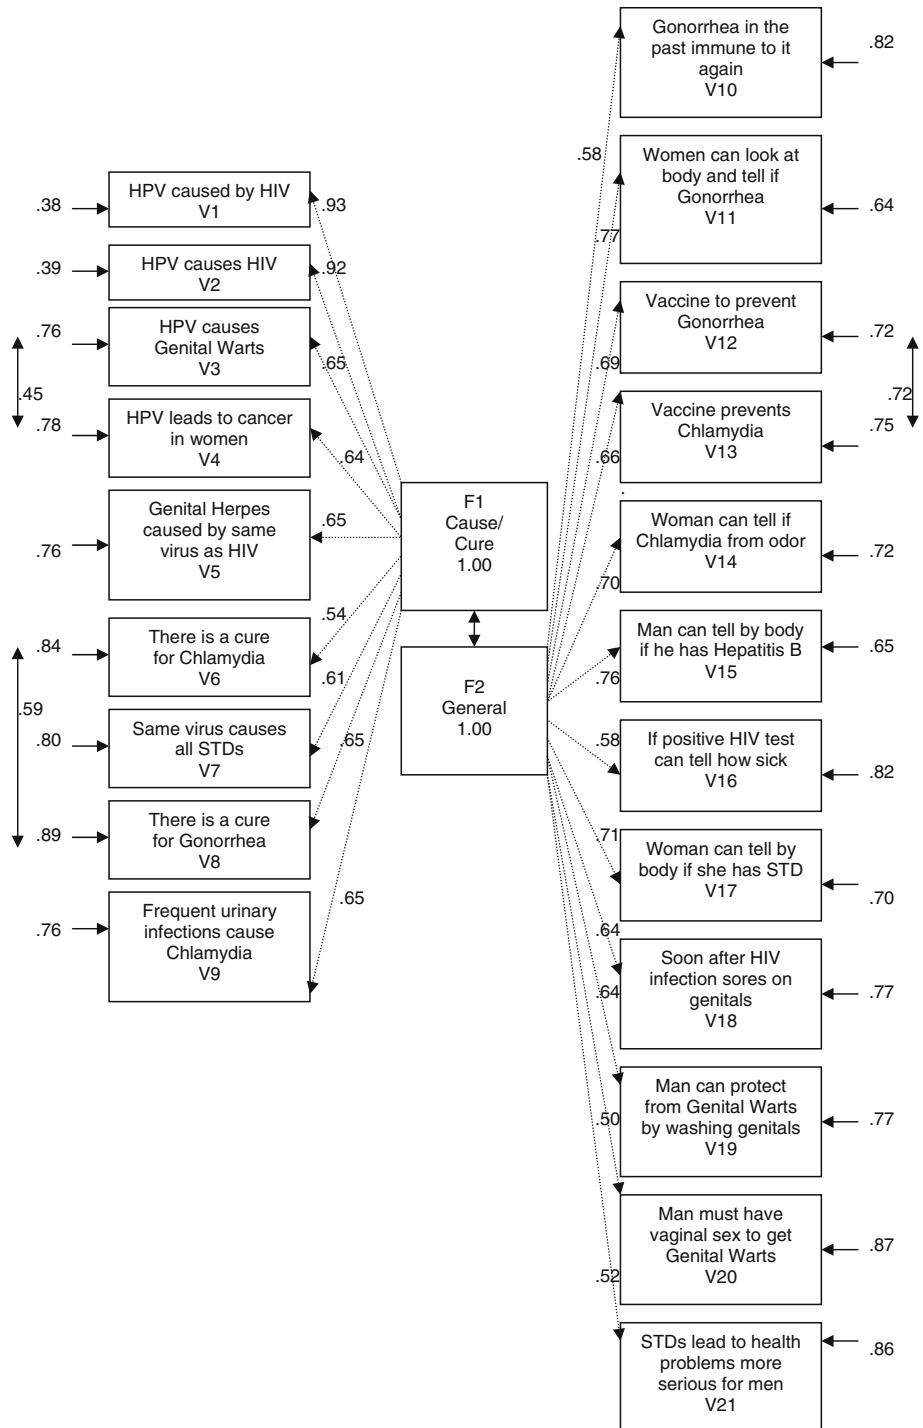 Gonorrhea in the
past immune to it
again
V10
.82
.58
Women can look at
body and tell if
Gonorrhea
V11
.64
.77
HPV caused by HIV
V1
.38
.93
HPV causes HIV
V2
.39
.92
HPV causes
Genital Warts
V3
.76
.65
.45
HPV leads to cancer
in women
V4
.78
.64
Genital Herpes
caused by same
virus as HIV
V5
.76
.65
There is a cure
for Chlamydia
V6
.84
.54
.59
Same virus causes
all STDs
V7
.80
.61
There is a cure
for Gonorrhea
V8
.89
.65
Frequent urinary
infections cause
Chlamydia
V9
.76
.65
F1
Cause/
Cure
1.00
F2
General
1.00
Vaccine to prevent
Gonorrhea
V12
.72
.69
.72
Vaccine prevents
Chlamydia
V13
.75
.66
.
Woman can tell if
Chlamydia from odor
V14
.72
.70
Man can tell by body
if he has Hepatitis B
V15
.65
.76
If positive HIV test
can tell how sick
V16
.82
.58
Woman can tell by
body if she has STD
V17
.70
.71
Soon after HIV
infection sores on
genitals
V18
.77
.64
Man can protect
from Genital Warts
by washing genitals
V19
.77
.64
Man must have
vaginal sex to get
Genital Warts
V20
.87
.50
STDs lead to health
problems more
serious for men
V21
.86
.52